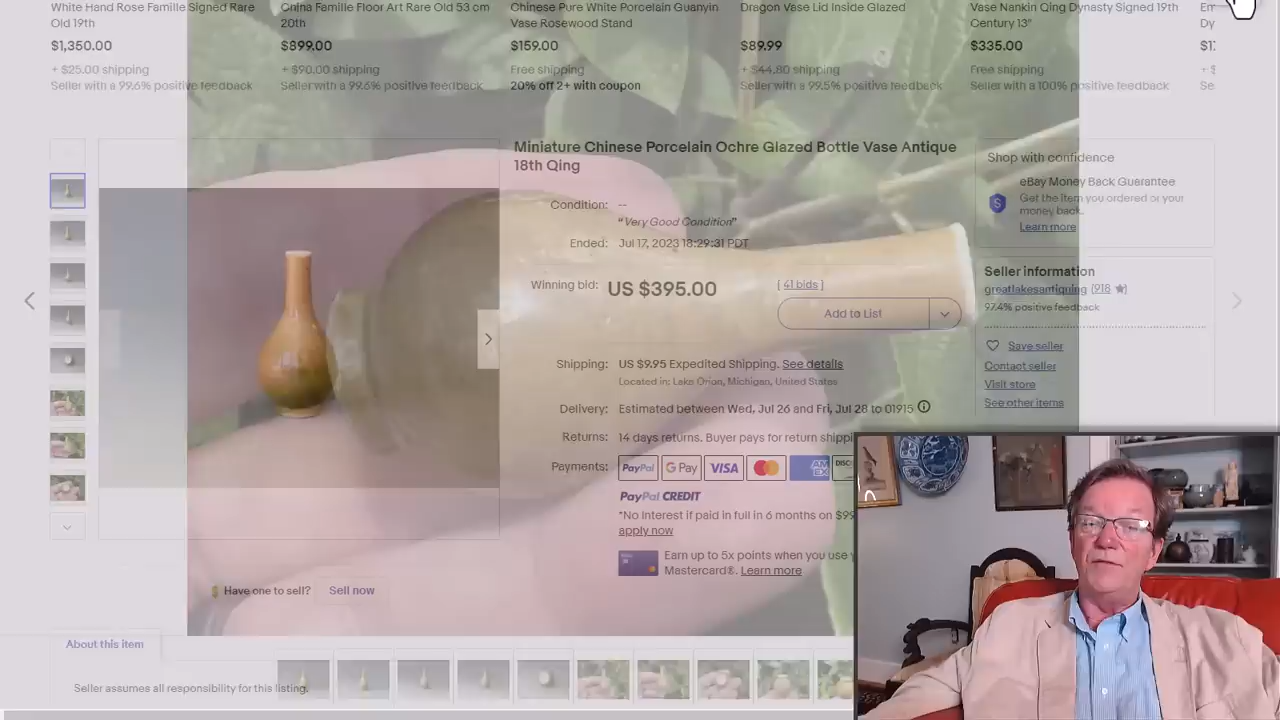 White Hand Rose Famille Signed Rare
Old 19th
$1,350.00
+ $25.00 shipping
Seller with a 99.6% positive feedback
China Famille Floor Art Rare Old 53 cm
20th
$899.00
+ $90.00 shipping
Seller with a 99.6% positive feedback
Chinese Pure White Porcelain Guanyin
Vase Rosewood Stand
$159.00
Free shipping
20% off 2+ with coupon
Dragon Vase Lid Inside Glazed
$89.99
+ $44.80 shipping
Seller with a 99.5% positive feedback
Vase Nankin Qing Dynasty Signed 19th
Century 13"
$335.00
Free shipping
Seller with a 100% positive feedback
Dy
Se
Miniature Chinese Porcelain Ochre Glazed Bottle Vase Antique
18th Qing
Condition: --
"Very Good Condition"
Ended: Jul 17, 2023 18:29:31 PDT
Winning bid: US $395.00 [ 41 bids ]
Add to List
Shipping: US $9.95 Expedited Shipping. See details
Located in: Lake Orion, Michigan, United States
Delivery: Estimated between Wed, Jul 26 and Fri, Jul 28 to 01915
Returns: 14 days returns. Buyer pays for return shippi
Payments: PayPal G Pay VISA AM EX DISC
PayPal CREDIT
*No Interest if paid in full in 6 months on $99
apply now
Earn up to 5x points when you use
Mastercard®. Learn more
Shop with confidence
eBay Money Back Guarantee
Get the item you ordered or your
money back.
Learn more
Seller information
greatlakesantiquing (918)
97.4% positive feedback
Save seller
Contact seller
Visit store
See other items
Have one to sell? Sell now
About this item
Seller assumes all responsibility for this listing.